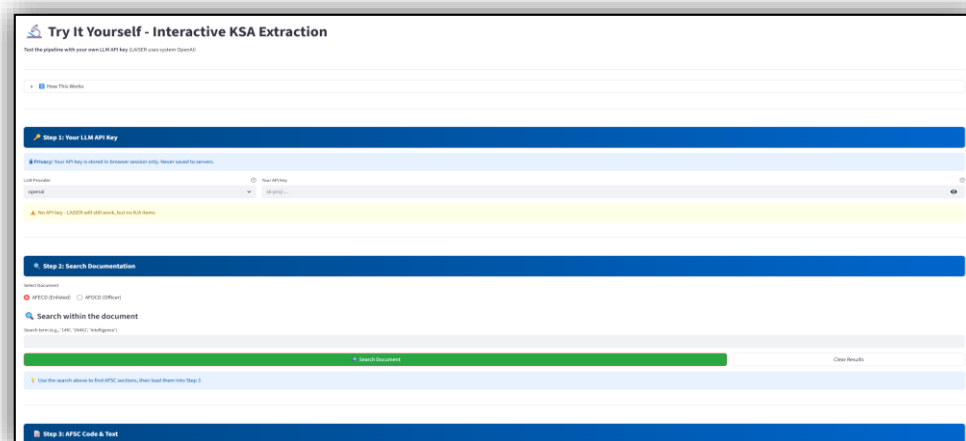 Try It Yourself - Interactive KSA Extraction
Test the pipeline with your own LLM API key (LAiSER uses system OpenAI)
How This Works
Step 1: Your LLM API Key
Privacy: Your API key is stored in browser session only. Never saved to servers.
LLM Provider
Your API Key
openai
sk-proj-...
No API key - LAiSER will still work, but no K/A items
Step 2: Search Documentation
Select Document
AFECD (Enlisted)
AFOCD (Officer)
Search within the document
Search Document
Clear Results
Use the search above to find AFSC sections, then load them into Step 3
Step 3: AFSC Code & Text